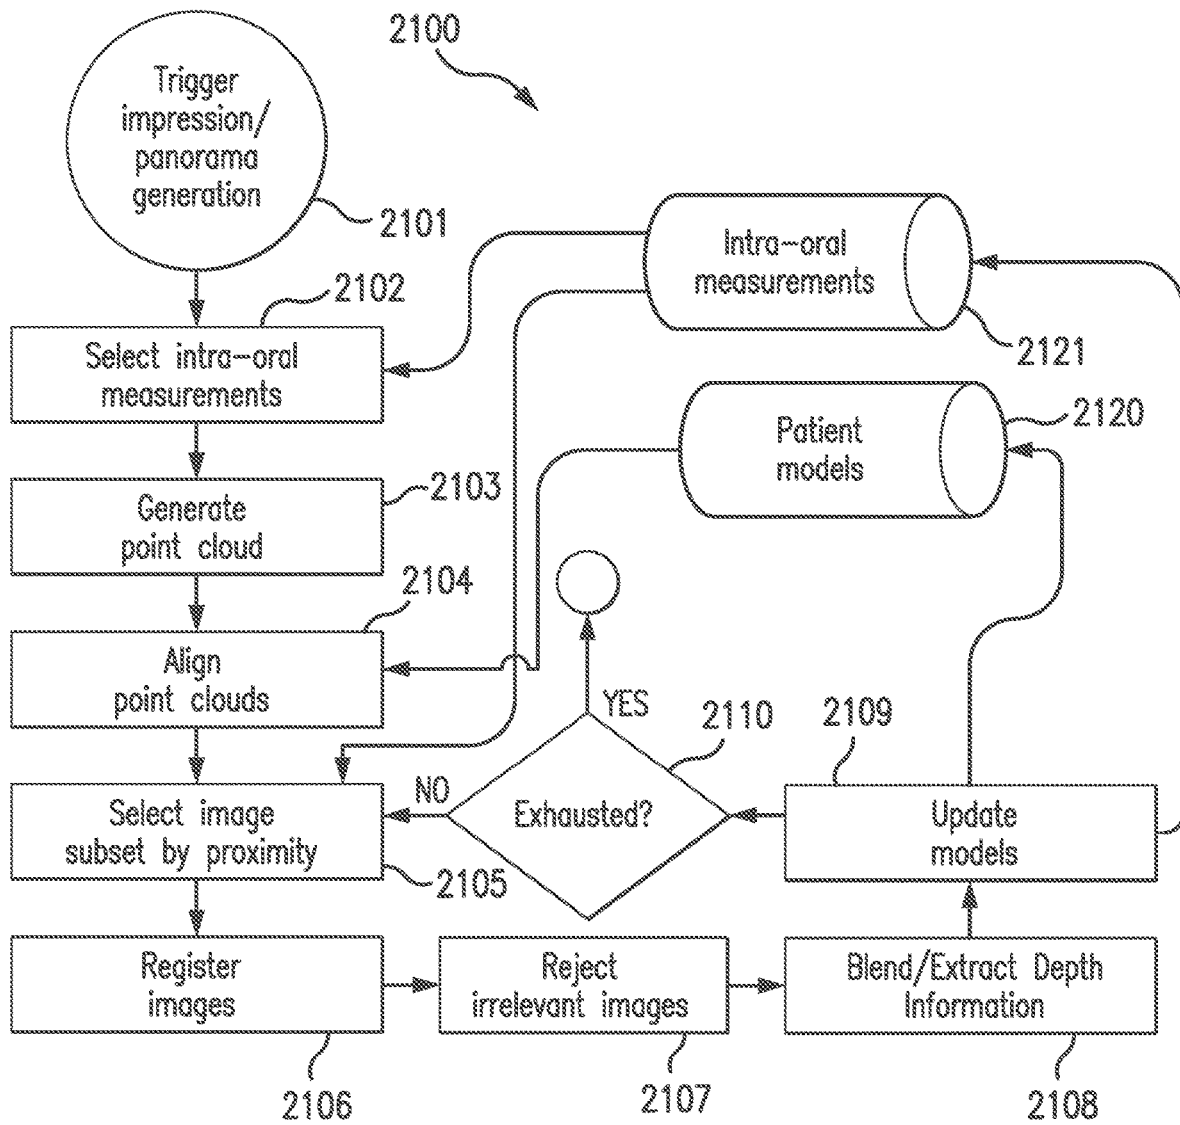 2100
Trigger
impression/
panorama
generation
2101
Intra-oral
measurements
2121
2102
Select intra-oral
measurements
Patient
models
2120
2103
Generate
point cloud
2104
Align
point clouds
YES
2110
2109
NO
Exhausted?
Select image
subset by proximity
2105
Update
models
Register
images
2106
Reject
irrelevant images
2107
Blend/Extract Depth
Information
2108